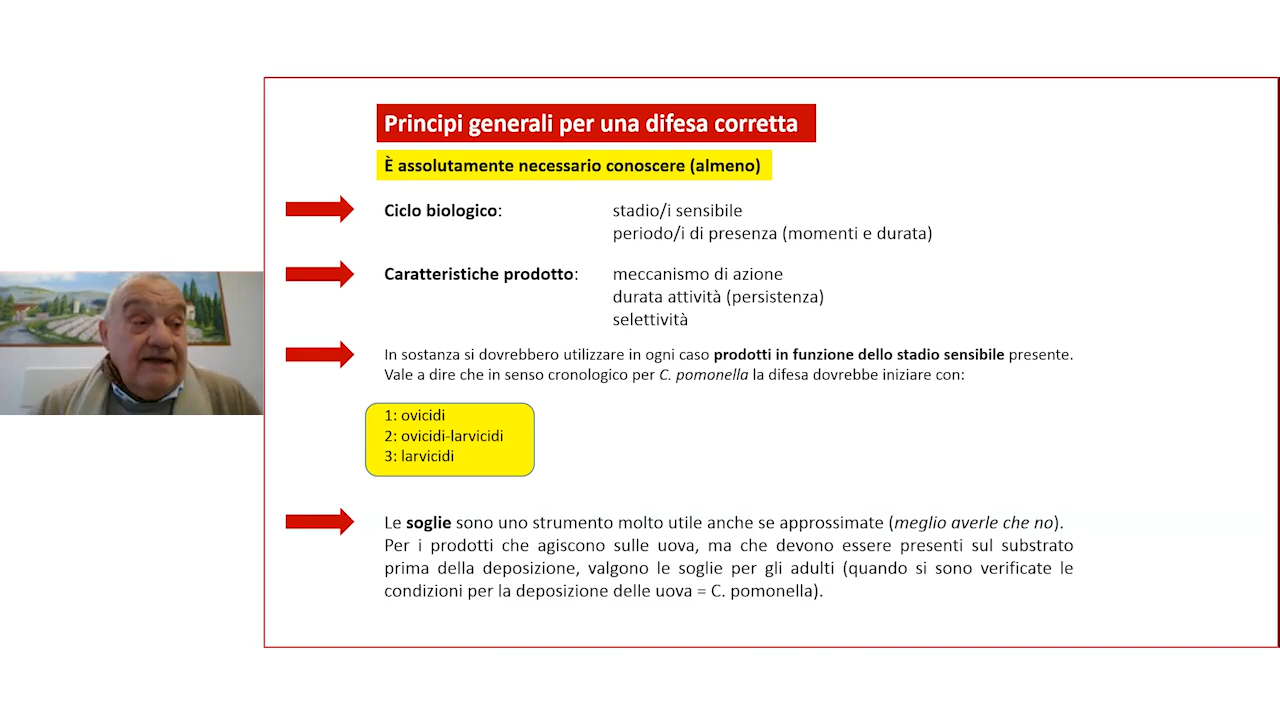 Principi generali per una difesa corretta
È assolutamente necessario conoscere (almeno)
Ciclo biologico: stadio/i sensibile
periodo/i di presenza (momenti e durata)
Caratteristiche prodotto: meccanismo di azione
durata attività (persistenza)
selettività
In sostanza si dovrebbero utilizzare in ogni caso prodotti in funzione dello stadio sensibile presente.
Vale a dire che in senso cronologico per C. pomonella la difesa dovrebbe iniziare con:
1: ovicidi
2: ovicidi-larvicidi
3: larvicidi
Le soglie sono uno strumento molto utile anche se approssimate (meglio averle che no).
Per i prodotti che agiscono sulle uova, ma che devono essere presenti sul substrato
prima della deposizione, valgono le soglie per gli adulti (quando si sono verificate le
condizioni per la deposizione delle uova = C. pomonella).